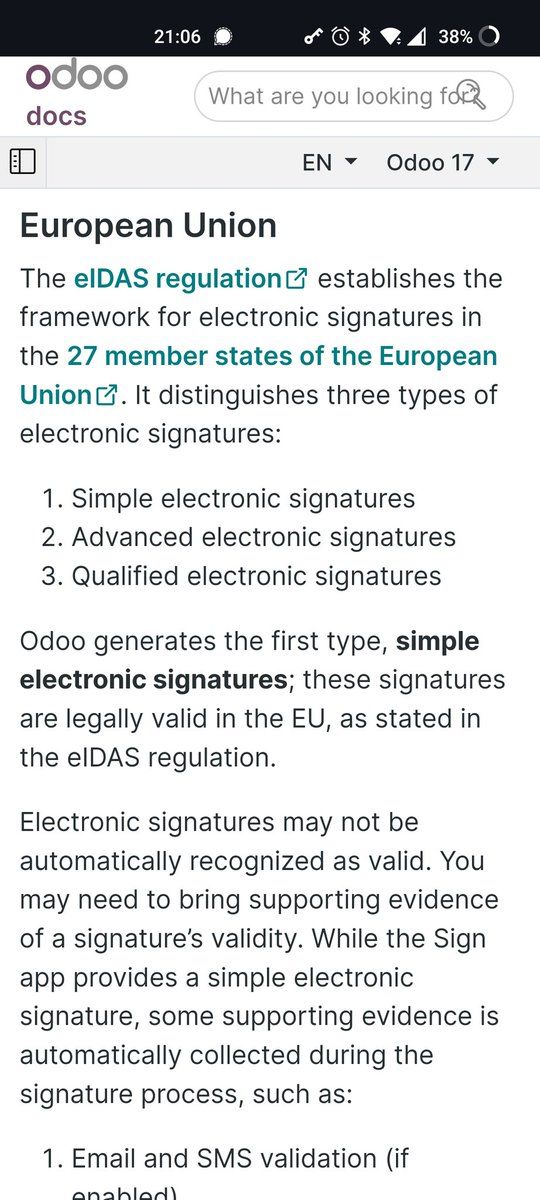 21:06
38%
odoo
docs
What are you looking for?
EN
Odoo 17
European Union
The eIDAS regulation establishes the
framework for electronic signatures in
the 27 member states of the European
Union. It distinguishes three types of
electronic signatures:
1. Simple electronic signatures
2. Advanced electronic signatures
3. Qualified electronic signatures
Odoo generates the first type, simple
electronic signatures; these signatures
are legally valid in the EU, as stated in
the eIDAS regulation.
Electronic signatures may not be
automatically recognized as valid. You
may need to bring supporting evidence
of a signature’s validity. While the Sign
app provides a simple electronic
signature, some supporting evidence is
automatically collected during the
signature process, such as:
1. Email and SMS validation (if
enabled)